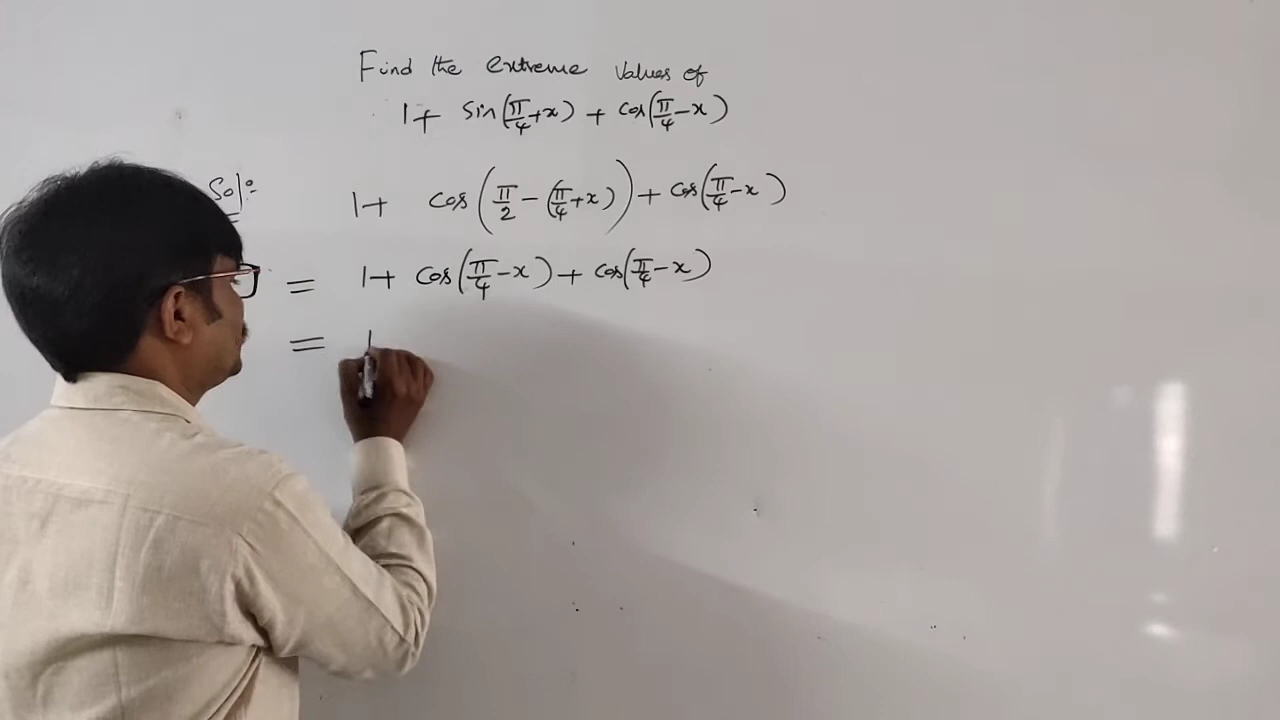 Find the extreme values of
1+ sin(π/4+x) + cos(π/4-x)
Sol:-
1+ cos(π/2-(π/4+x)) + cos(π/4-x)
= 1+ cos(π/4-x) + cos(π/4-x)
= 1